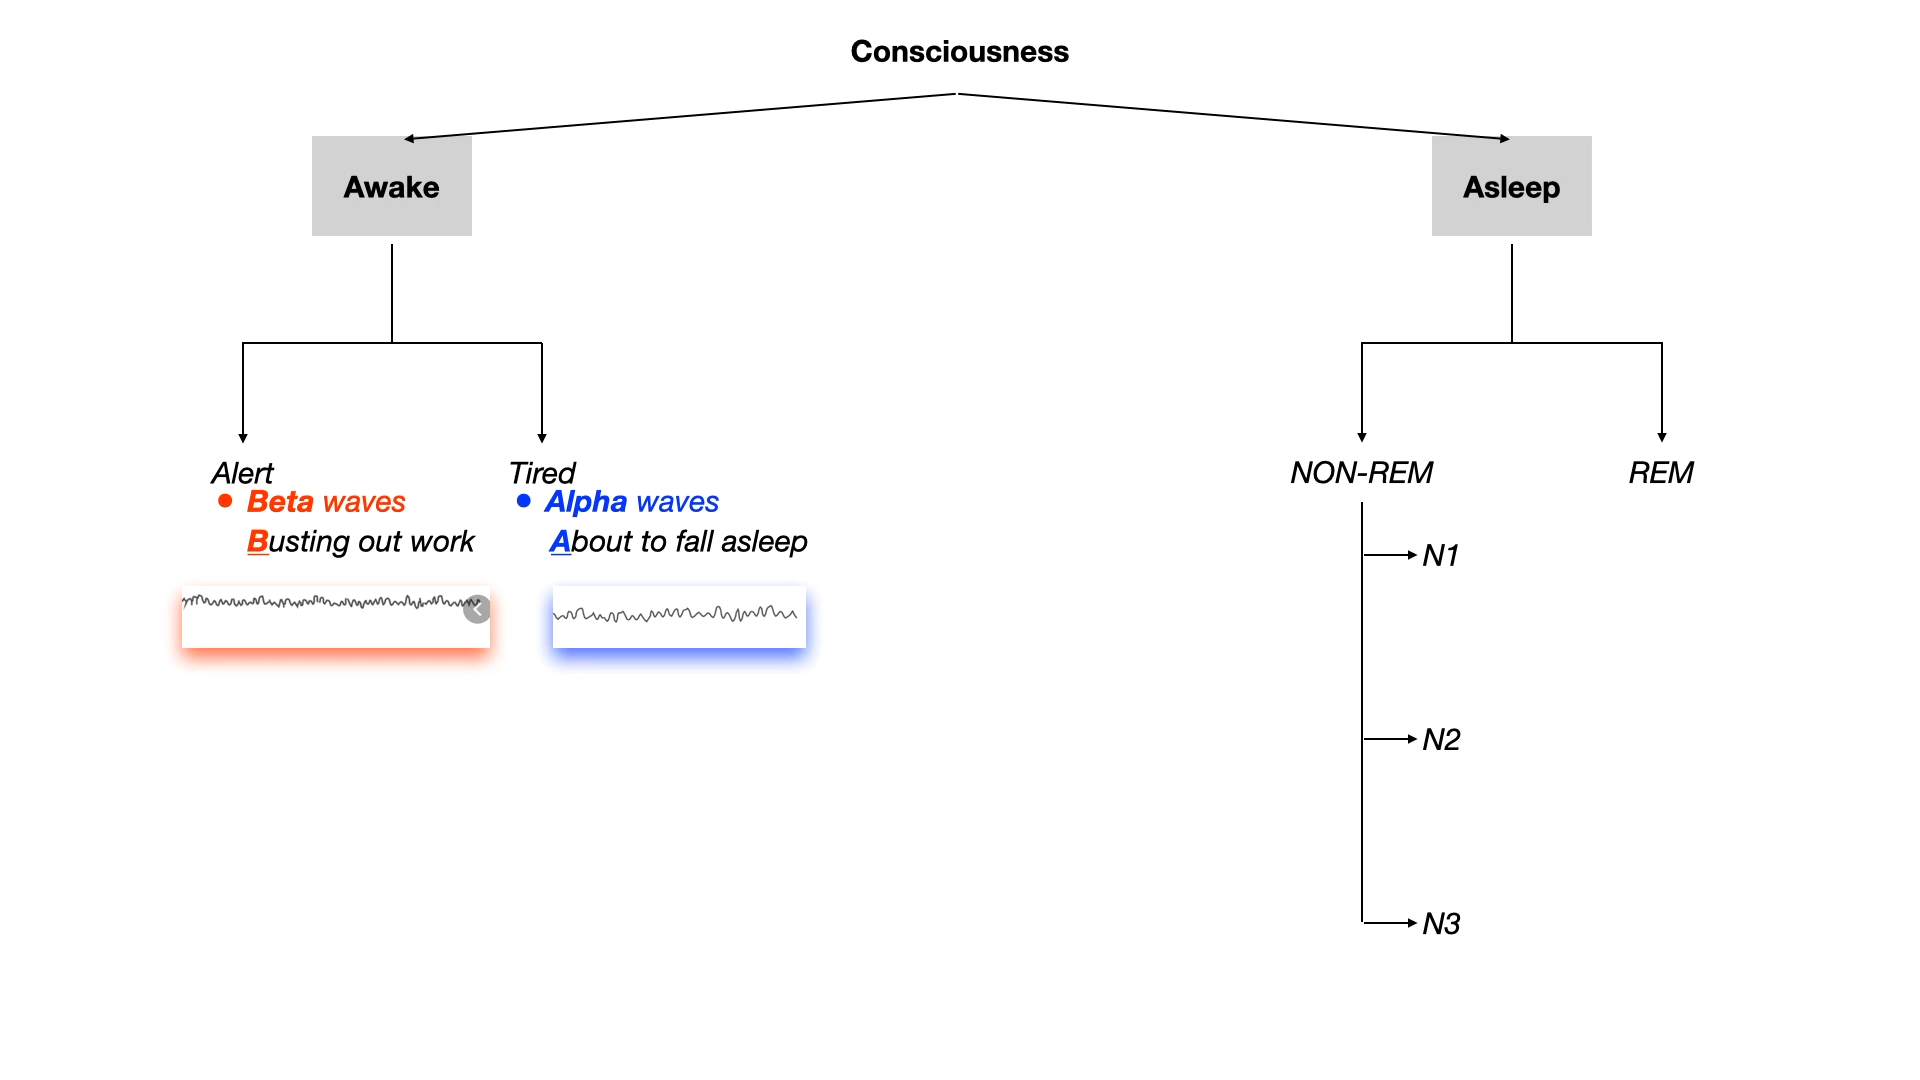 Consciousness
Awake
Asleep
Alert
• Beta waves
Busting out work
Tired
• Alpha waves
About to fall asleep
NON-REM
REM
N1
N2
N3